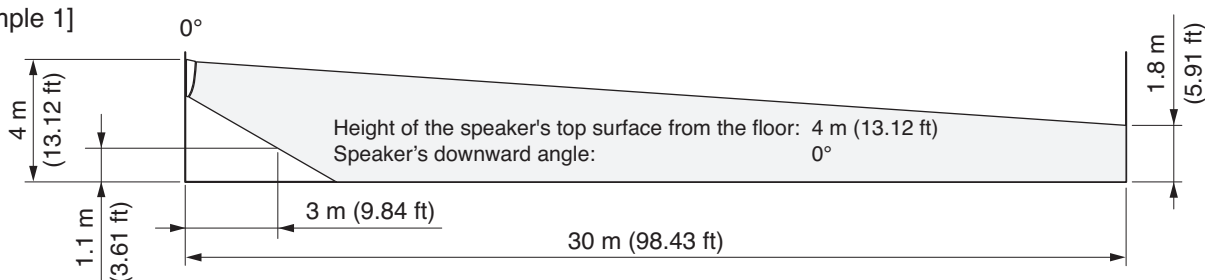 mple 1]
0°
4 m
(13.12 ft)
1.8 m
(5.91 ft)
Height of the speaker's top surface from the floor: 4 m (13.12 ft)
Speaker’s downward angle: 0°
1.1 m
(3.61 ft)
3 m (9.84 ft)
30 m (98.43 ft)